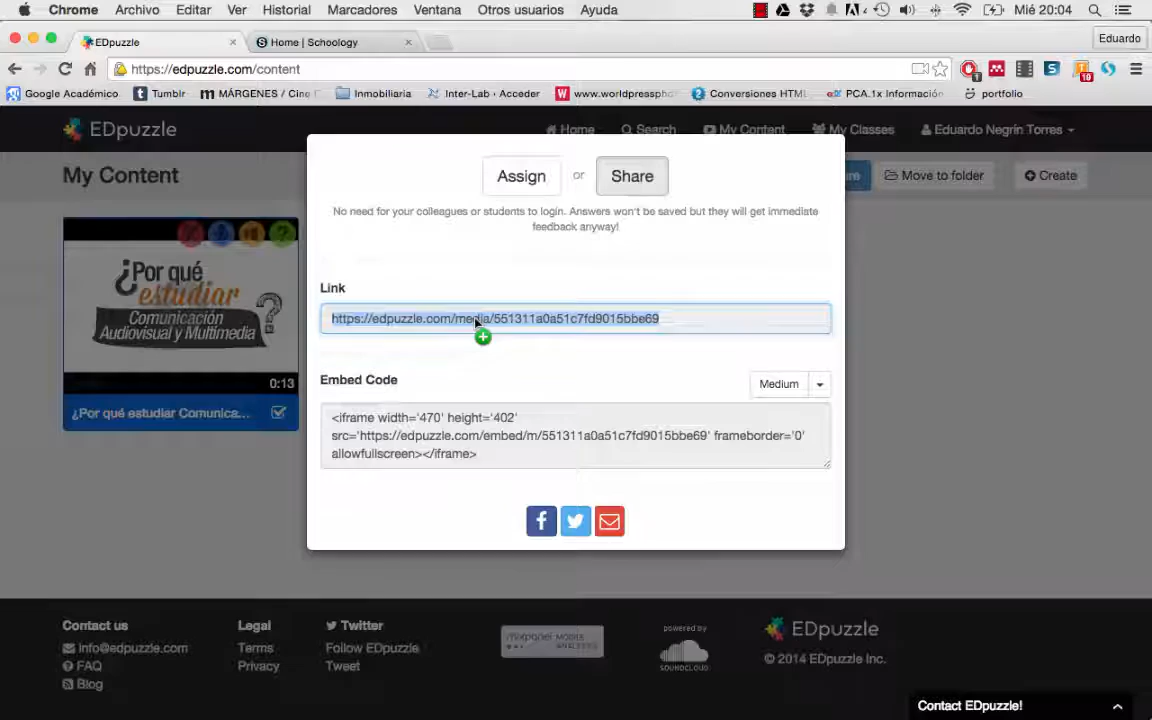 Chrome Archivo Editar Ver Historial Marcadores Ventana Otros usuarios Ayuda Mié 20:04
EDpuzzle × Home | Schoology × Eduardo
https://edpuzzle.com/content
Google Académico Tumblr MÁRGENES / Cine Inmobiliaria Inter-Lab › Acceder www.worldpressph Conversiones HTM PCA.1x Información portfolio
EDpuzzle Home Search My Content My Classes Eduardo Negrín Torres
My Content Move to folder Create
Assign or Share
No need for your colleagues or students to login. Answers won't be saved but they will get immediate
feedback anyway!
¿Por qué
estudiar
Comunicación
Audiovisual y Multimedia
?
0:13
¿Por qué estudiar Comunica...
Link
https://edpuzzle.com/media/551311a0a51c7fd9015bbe69
Embed Code Medium
<iframe width='470' height='402'
src='https://edpuzzle.com/embed/m/551311a0a51c7fd9015bbe69' frameborder='0'
allowfullscreen></iframe>
Contact us
info@edpuzzle.com
FAQ
Blog
Legal
Terms
Privacy
Twitter
Follow EDpuzzle
Tweet
mixpanel MOBILE
ANALYTICS
powered by
SOUNDCLOUD
EDpuzzle
© 2014 EDpuzzle Inc.
Contact EDpuzzle!